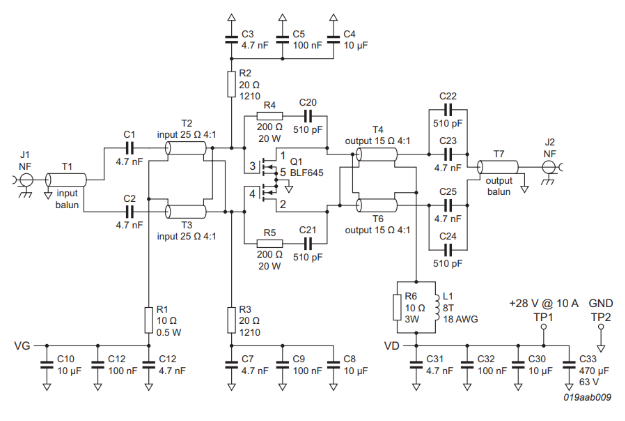 C3
4.7 nF
C5
100 nF
C4
10 µF
R2
20 Ω
1210
R4
200 Ω
20 W
C20
510 pF
C22
510 pF
T2
input 25 Ω 4:1
T4
output 15 Ω 4:1
C23
4.7 nF
C1
4.7 nF
J1
NF
T1
input
balun
1
Q1
3
5
BLF645
4
2
T7
output
balun
J2
NF
C2
4.7 nF
T3
input 25 Ω 4:1
T6
output 15 Ω 4:1
C25
4.7 nF
C24
510 pF
R5
200 Ω
20 W
C21
510 pF
R1
10 Ω
0.5 W
R3
20 Ω
1210
R6
10 Ω
3W
L1
8T
18 AWG
+28 V @ 10 A
TP1
GND
TP2
VG
VD
C10
10 µF
C12
100 nF
C12
4.7 nF
C7
4.7 nF
C9
100 nF
C8
10 µF
C31
4.7 nF
C32
100 nF
C30
10 µF
C33
470 µF
63 V
019aab009